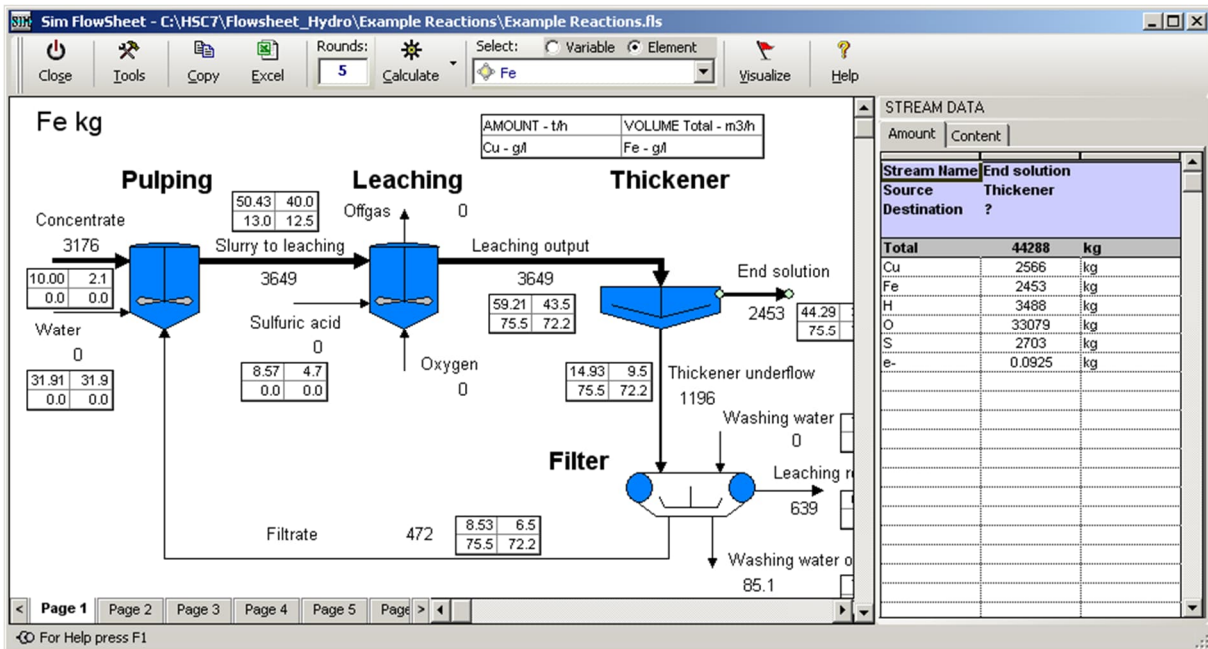 Sim FlowSheet - C:\HSC7\Flowsheet_Hydro\Example Reactions\Example Reactions.fls
Close
Tools
Copy
Excel
Rounds:
5
Calculate
Select:
Variable
Element
Fe
Visualize
Help
Fe kg
AMOUNT - t/h VOLUME Total - m3/h
Cu - g/l Fe - g/l
Pulping
Leaching
Thickener
50.43 40.0
13.0 12.5
Offgas
0
Concentrate
3176
Slurry to leaching
3649
Leaching output
3649
End solution
2453
10.00 2.1
0.0 0.0
59.21 43.5
75.5 72.2
44.29
75.5
Water
0
31.91 31.9
0.0 0.0
Sulfuric acid
0
8.57 4.7
0.0 0.0
Oxygen
0
14.93 9.5
75.5 72.2
Thickener underflow
1196
Washing water
0
Filter
Leaching
639
Filtrate
472
8.53 6.5
75.5 72.2
Washing water o
85.1
< Page 1 Page 2 Page 3 Page 4 Page 5 Page >
For Help press F1
STREAM DATA
Amount Content
Stream Name End solution
Source Thickener
Destination ?
Total 44288 kg
Cu 2566 kg
Fe 2453 kg
H 3488 kg
O 33079 kg
S 2703 kg
e- 0.0925 kg